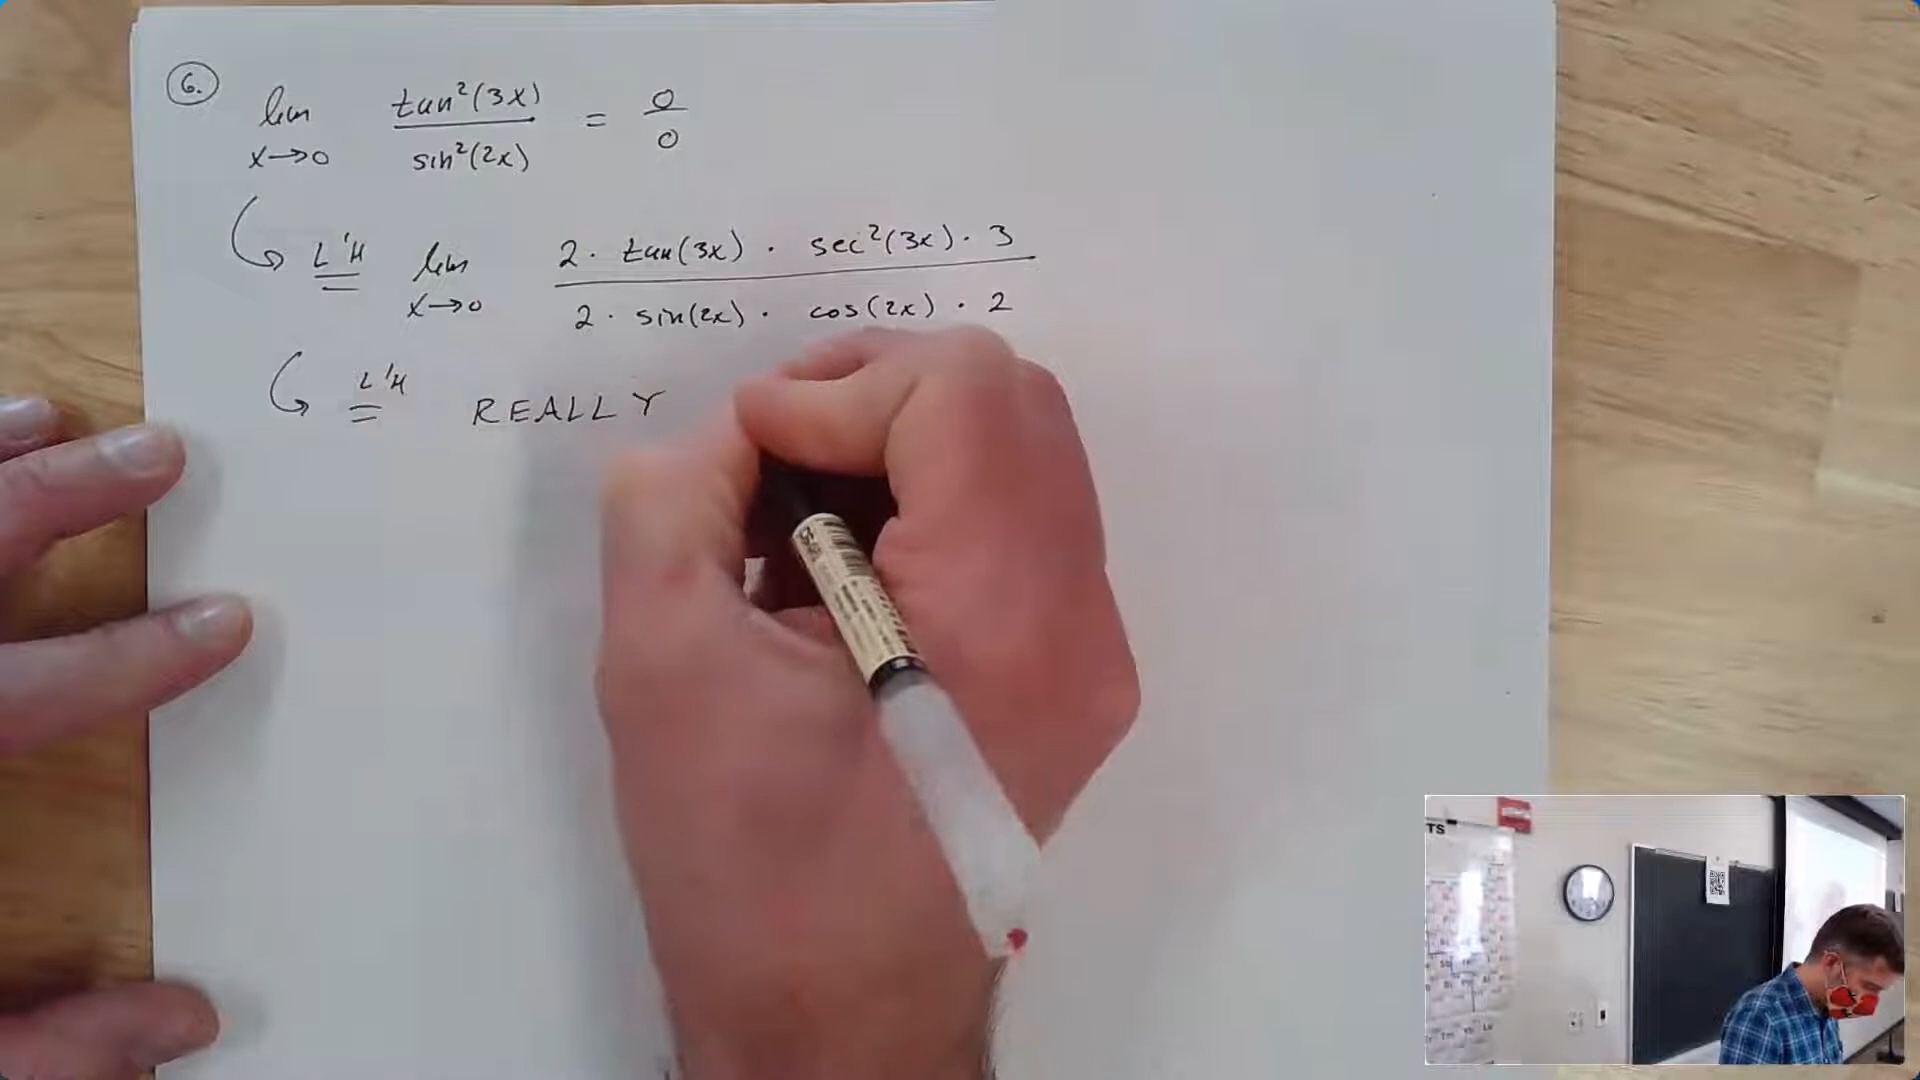 6. lim x→0 tan²(3x) / sin²(2x) = 0/0
L'H = lim x→0 2 · tan(3x) · sec²(3x) · 3 / 2 · sin(2x) · cos(2x) · 2
L'H = REALLY
TS